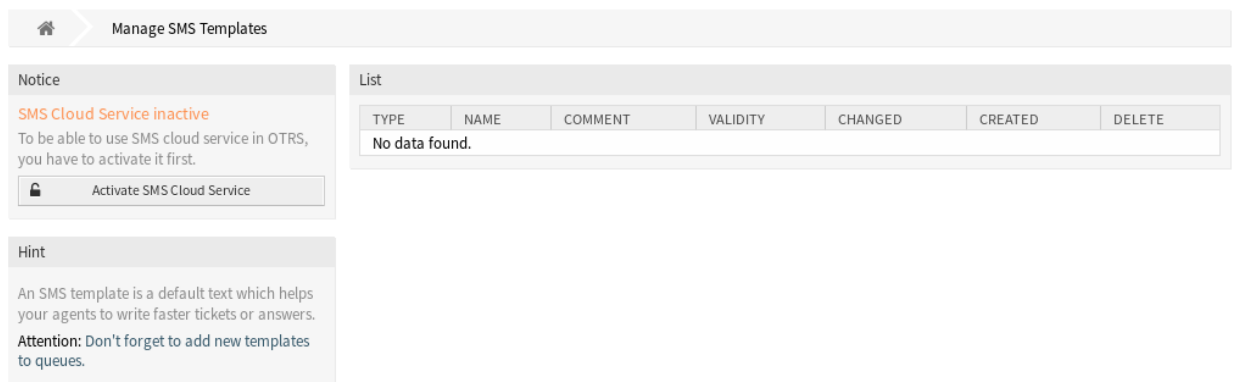 Manage SMS Templates
Notice
SMS Cloud Service inactive
To be able to use SMS cloud service in OTRS,
you have to activate it first.
Activate SMS Cloud Service
Hint
An SMS template is a default text which helps
your agents to write faster tickets or answers.
Attention: Don't forget to add new templates
to queues.
List
TYPE NAME COMMENT VALIDITY CHANGED CREATED DELETE
No data found.